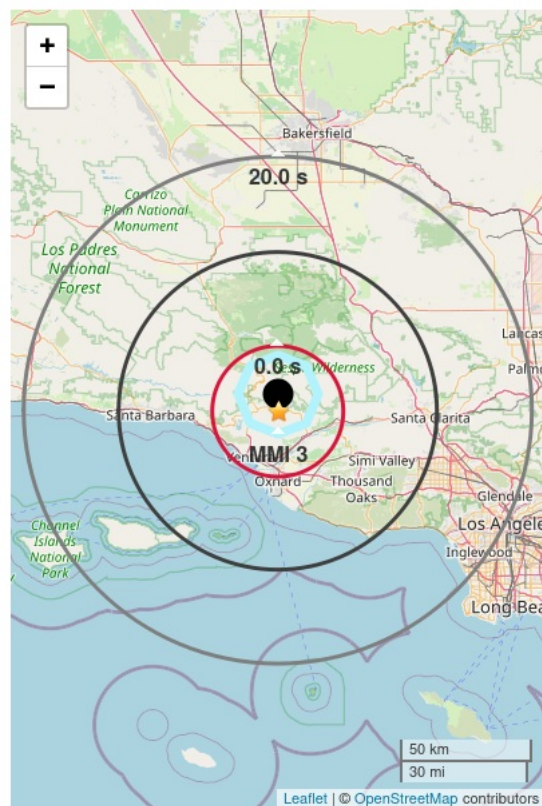 +
−
Bakersfield
20.0 s
Carrizo
Plain National
Monument
Los Padres
National
Forest
Lancas
Palm
0.0 s
Wilderness
Santa Barbara
Santa Clarita
MMI 3
Simi Valley
Oxnard
Thousand
Oaks
Glendale
Channel
Islands
National
Park
Los Angele
Inglewood
Long Bea
50 km
30 mi
Leaflet | © OpenStreetMap contributors